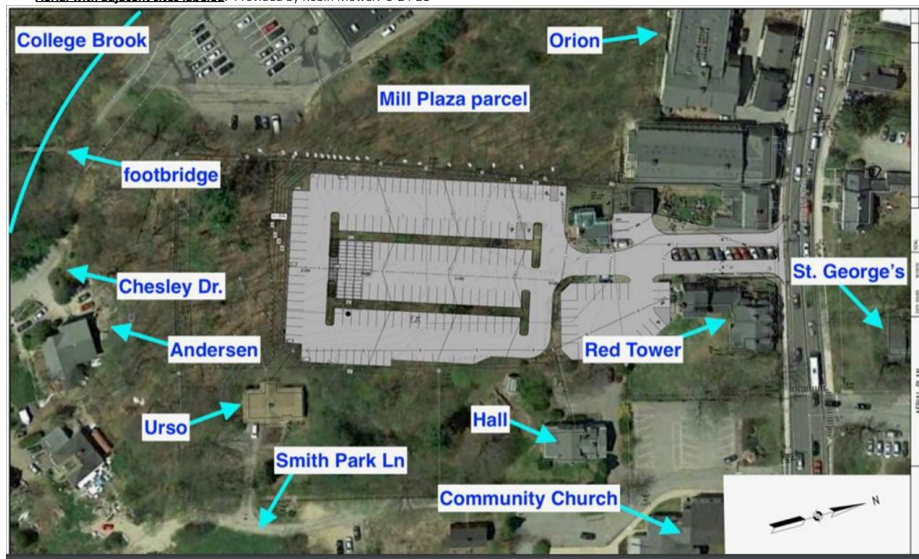 College Brook
Orion
Mill Plaza parcel
footbridge
Chesley Dr.
St. George's
Andersen
Red Tower
Urso
Hall
Smith Park Ln
Community Church
N